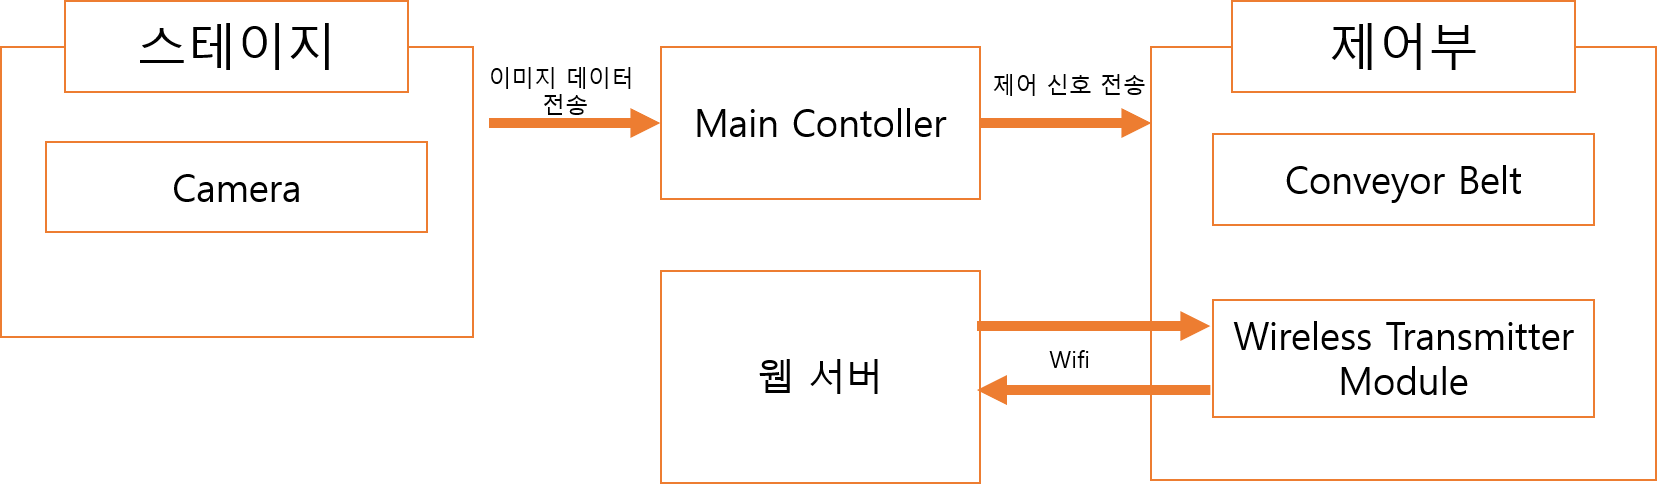 스테이지
Camera
이미지 데이터
전송
Main Contoller
제어 신호 전송
제어부
Conveyor Belt
웹 서버
Wifi
Wireless Transmitter
Module